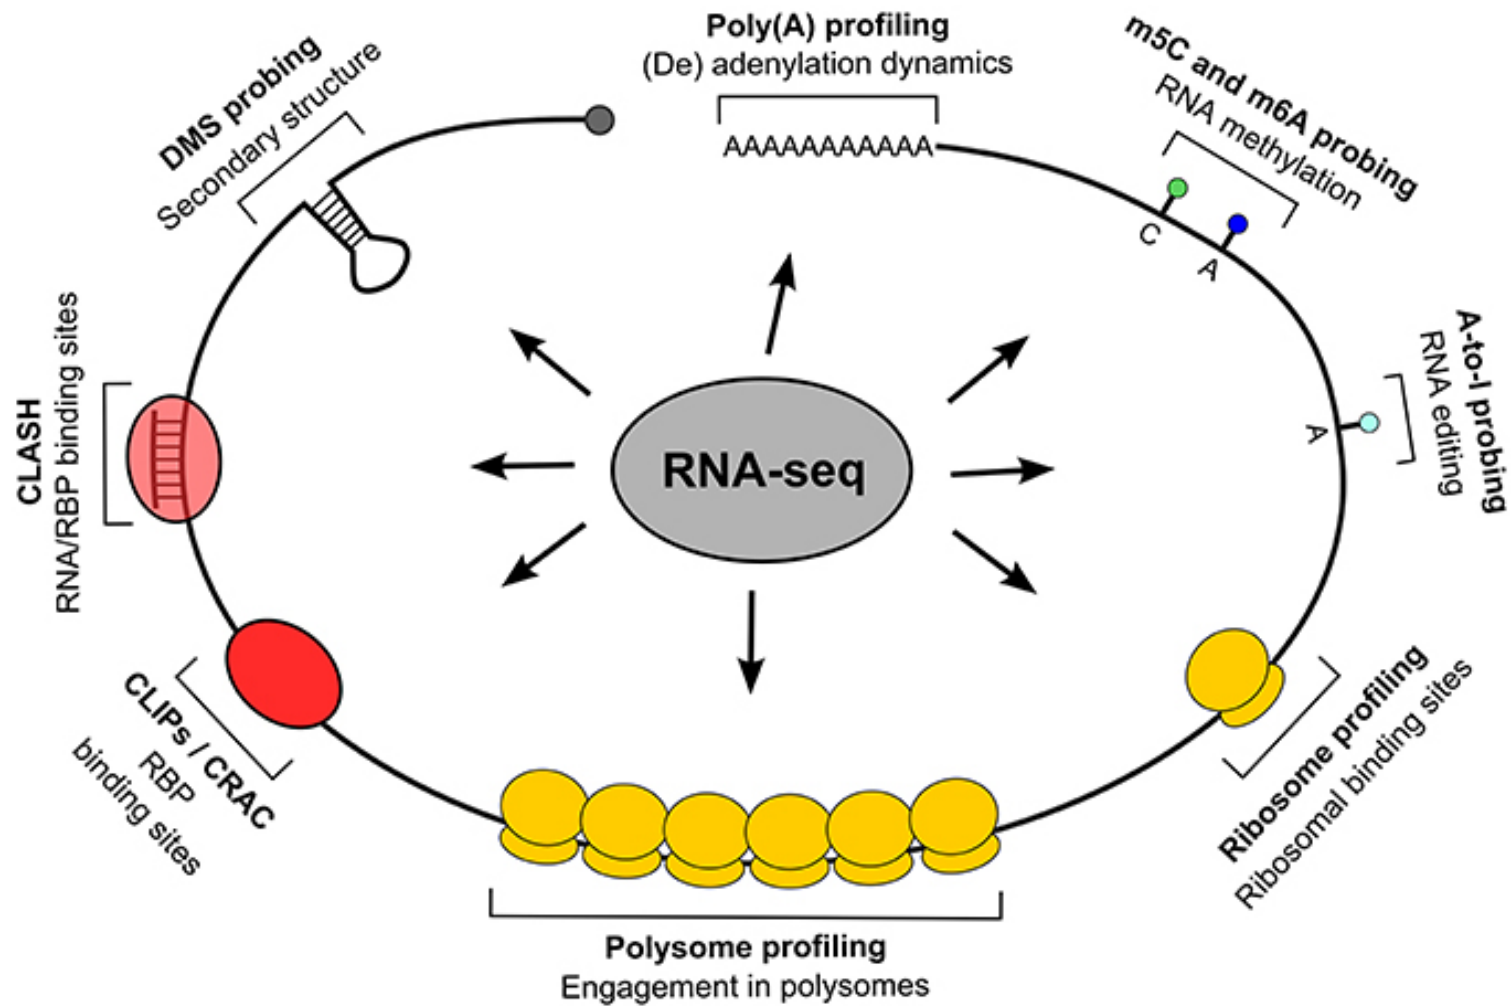 Poly(A) profiling
(De) adenylation dynamics
AAAAAAAAAAA
m5C and m6A probing
RNA methylation
C
A
A-to-I probing
RNA editing
A
Ribosome profiling
Ribosomal binding sites
Polysome profiling
Engagement in polysomes
CLIPs / CRAC
RBP
binding sites
CLASH
RNA/RBP binding sites
DMS probing
Secondary structure
RNA-seq